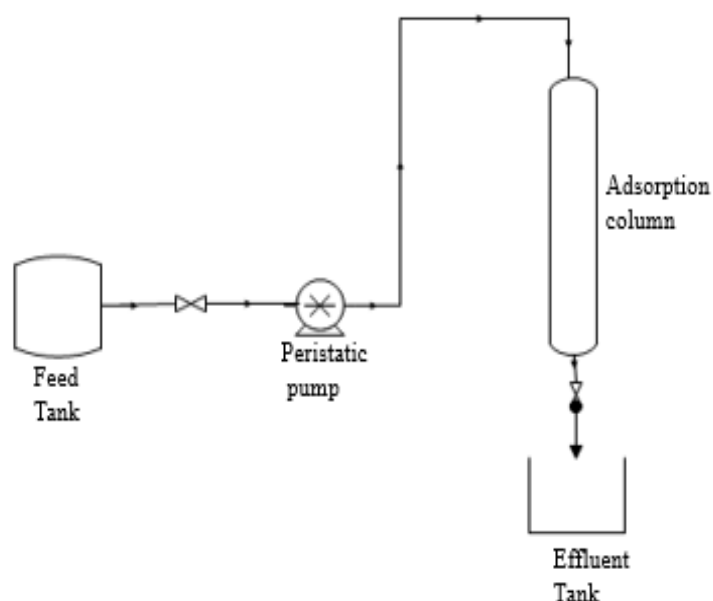 Adsorption
column
Peristatic
pump
Feed
Tank
Effluent
Tank